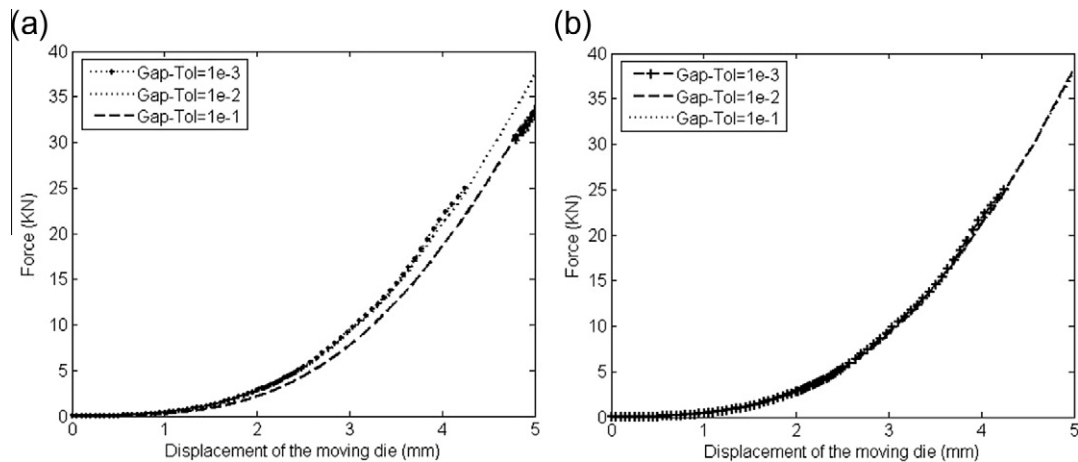 (a)
40
35
30
25
20
15
10
5
0
Force (KN)
Gap-Tol=1e-3
Gap-Tol=1e-2
Gap-Tol=1e-1
0 1 2 3 4 5
Displacement of the moving die (mm)
(b)
40
35
30
25
20
15
10
5
0
Force (KN)
Gap-Tol=1e-3
Gap-Tol=1e-2
Gap-Tol=1e-1
0 1 2 3 4 5
Displacement of the moving die (mm)